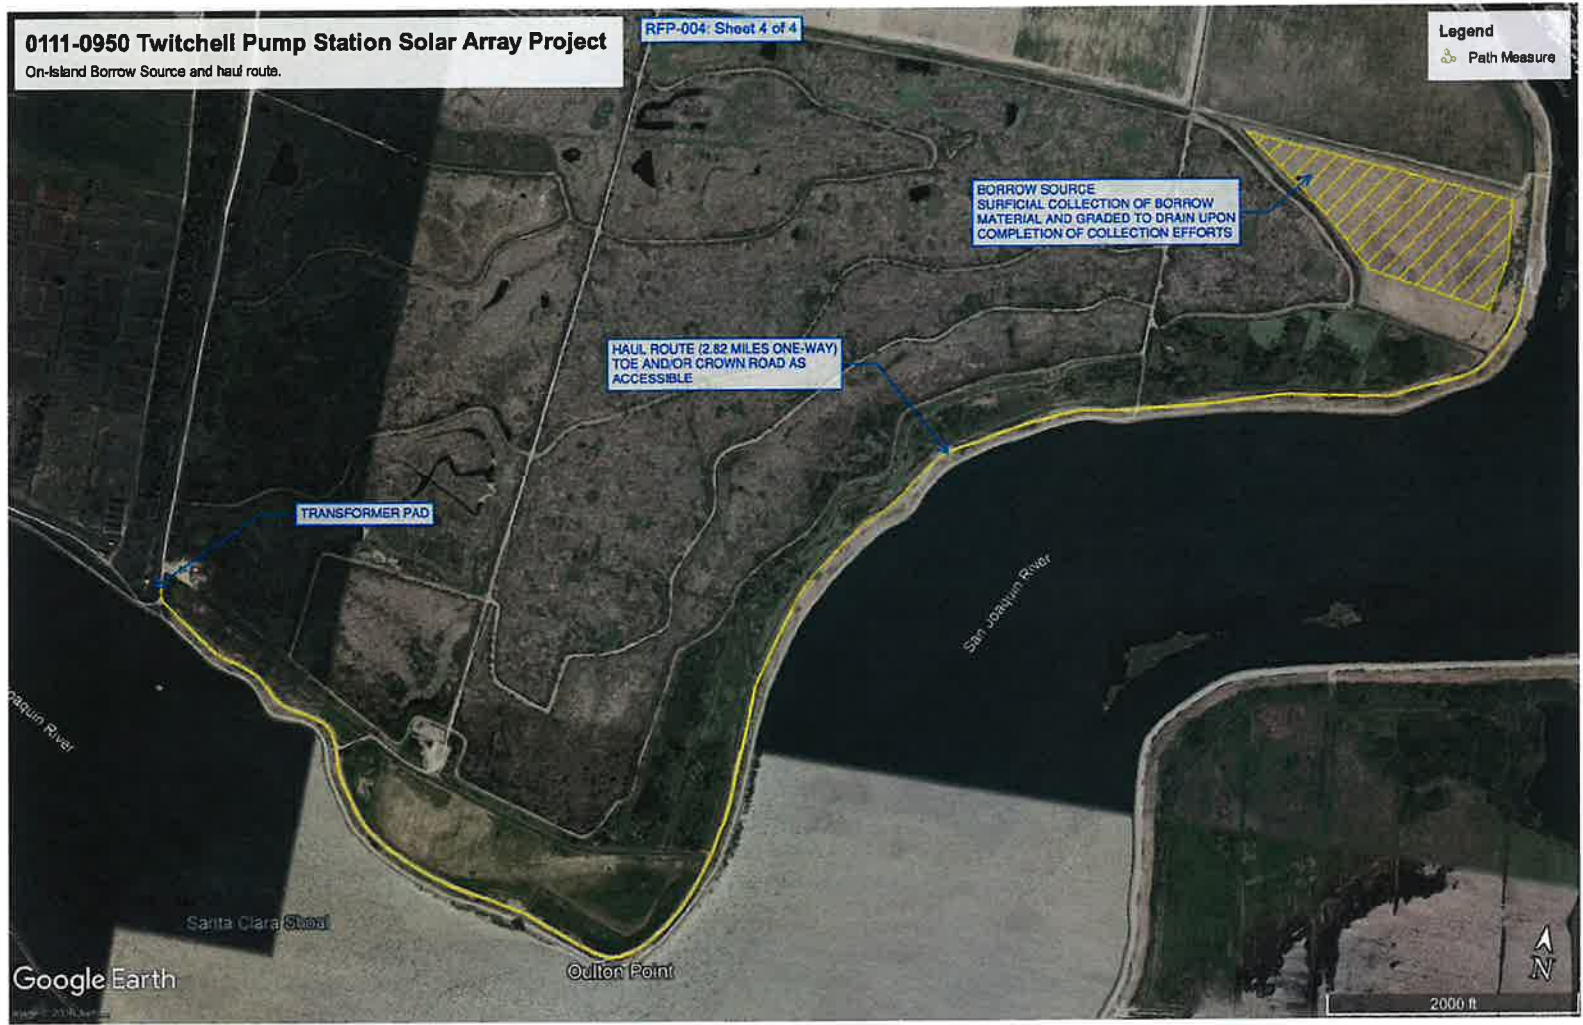 0111-0950 Twitchell Pump Station Solar Array Project
On-Island Borrow Source and haul route.
RFP-004: Sheet 4 of 4
Legend
Path Measure
BORROW SOURCE
SURFICIAL COLLECTION OF BORROW
MATERIAL AND GRADED TO DRAIN UPON
COMPLETION OF COLLECTION EFFORTS
HAUL ROUTE (2.82 MILES ONE-WAY)
TOE AND/OR CROWN ROAD AS
ACCESSIBLE
TRANSFORMER PAD
San Joaquin River
oaquin River
Santa Clara Shoal
Oulton Point
Google Earth
N
2000 ft